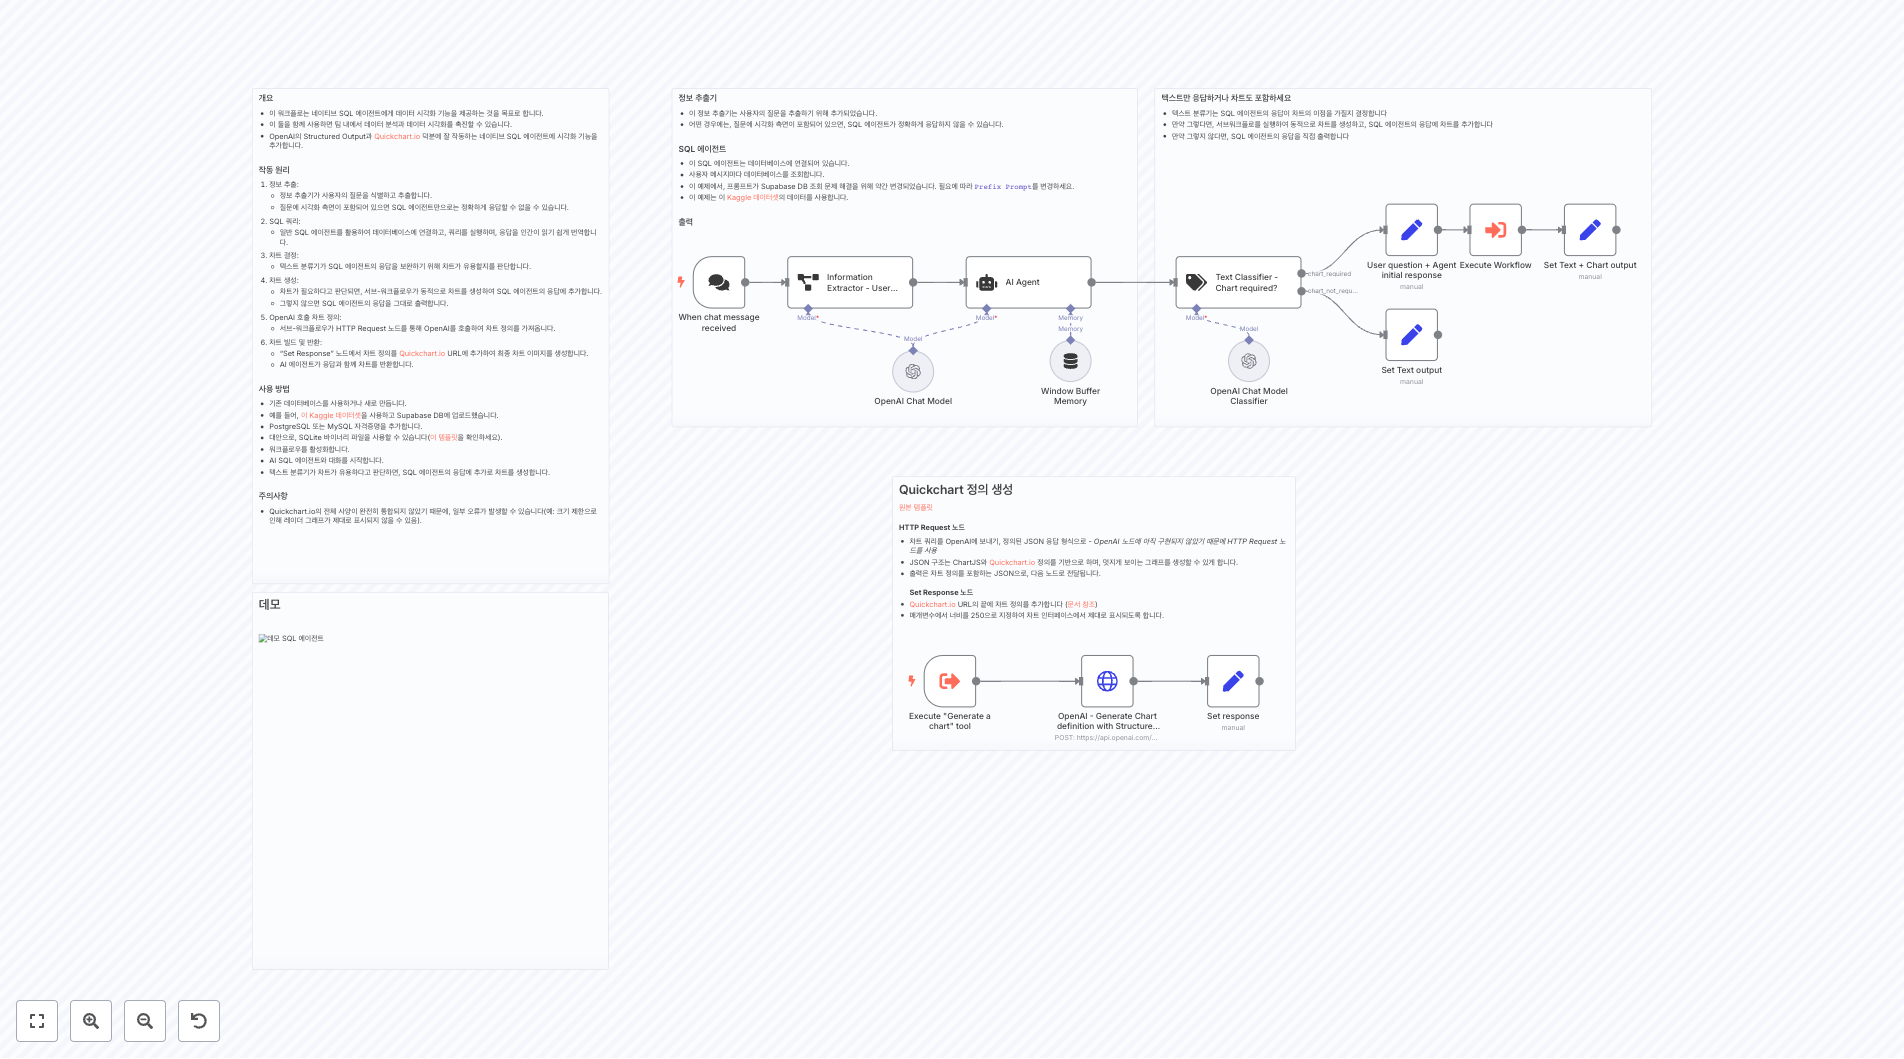 개요
이 워크플로는 네이티브 SQL 에이전트에게 데이터 시각화 기능을 제공하는 것을 목표로 합니다.
이 둘을 함께 사용하면 팀 내에서 데이터 분석과 데이터 시각화를 촉진할 수 있습니다.
OpenAI의 Structured Output과 Quickchart.io 덕분에 잘 작동하는 네이티브 SQL 에이전트에 시각화 기능을
추가합니다.
작동 원리
1. 정보 추출:
정보 추출기가 사용자의 질문을 식별하고 추출합니다.
질문에 시각화 측면이 포함되어 있으면 SQL 에이전트만으로는 정확하게 응답할 수 없을 수 있습니다.
2. SQL 쿼리:
일반 SQL 에이전트를 활용하여 데이터베이스에 연결하고, 쿼리를 실행하며, 응답을 인간이 읽기 쉽게 번역합니
다.
3. 차트 결정:
텍스트 분류기가 SQL 에이전트의 응답을 보완하기 위해 차트가 유용할지를 판단합니다.
4. 차트 생성:
차트가 필요하다고 판단되면, 서브-워크플로우가 동적으로 차트를 생성하여 SQL 에이전트의 응답에 추가합니다.
그렇지 않으면 SQL 에이전트의 응답을 그대로 출력합니다.
5. OpenAI 호출 차트 정의:
서브-워크플로우가 HTTP Request 노드를 통해 OpenAI를 호출하여 차트 정의를 가져옵니다.
6. 차트 빌드 및 반환:
"Set Response" 노드에서 차트 정의를 Quickchart.io URL에 추가하여 최종 차트 이미지를 생성합니다.
AI 에이전트가 응답과 함께 차트를 반환합니다.
사용 방법
기존 데이터베이스를 사용하거나 새로 만듭니다.
예를 들어, 이 Kaggle 데이터셋을 사용하고 Supabase DB에 업로드했습니다.
PostgreSQL 또는 MySQL 자격증명을 추가합니다.
대안으로, SQLite 바이너리 파일을 사용할 수 있습니다(이 템플릿을 확인하세요).
워크플로우를 활성화합니다.
AI SQL 에이전트와 대화를 시작합니다.
텍스트 분류기가 차트가 유용하다고 판단하면, SQL 에이전트의 응답에 추가로 차트를 생성합니다.
주의사항
Quickchart.io의 전체 사양이 완전히 통합되지 않았기 때문에, 일부 오류가 발생할 수 있습니다(예: 크기 제한으로
인해 레이더 그래프가 제대로 표시되지 않을 수 있음).
데모
데모 SQL 에이전트
정보 추출기
이 정보 추출기는 사용자의 질문을 추출하기 위해 추가되었습니다.
어떤 경우에는, 질문에 시각화 측면이 포함되어 있으면, SQL 에이전트가 정확하게 응답하지 않을 수 있습니다.
SQL 에이전트
이 SQL 에이전트는 데이터베이스에 연결되어 있습니다.
사용자 메시지마다 데이터베이스를 조회합니다.
이 예제에서, 프롬프트가 Supabase DB 조회 문제 해결을 위해 약간 변경되었습니다. 필요에 따라 Prefix Prompt를 변경하세요.
이 예제는 이 Kaggle 데이터셋의 데이터를 사용합니다.
출력
When chat message
received
Information
Extractor - User...
Model*
AI Agent
Model*
Memory
Memory
Model
OpenAI Chat Model
Window Buffer
Memory
텍스트만 응답하거나 차트도 포함하세요
텍스트 분류기는 SQL 에이전트의 응답이 차트의 이점을 가질지 결정합니다
만약 그렇다면, 서브워크플로를 실행하여 동적으로 차트를 생성하고, SQL 에이전트의 응답에 차트를 추가합니다
만약 그렇지 않다면, SQL 에이전트의 응답을 직접 출력합니다
Text Classifier -
Chart required?
chart_required
chart_not_requ...
Model*
Model
OpenAI Chat Model
Classifier
User question + Agent
initial response
manual
Execute Workflow
Set Text + Chart output
manual
Set Text output
manual
Quickchart 정의 생성
원본 템플릿
HTTP Request 노드
차트 쿼리를 OpenAI에 보내기, 정의된 JSON 응답 형식으로 - OpenAI 노드에 아직 구현되지 않았기 때문에 HTTP Request 노
드를 사용
JSON 구조는 ChartJS와 Quickchart.io 정의를 기반으로 하며, 멋지게 보이는 그래프를 생성할 수 있게 합니다.
출력은 차트 정의를 포함하는 JSON으로, 다음 노드로 전달됩니다.
Set Response 노드
Quickchart.io URL의 끝에 차트 정의를 추가합니다 (문서 참조)
매개변수에서 너비를 250으로 지정하여 차트 인터페이스에서 제대로 표시되도록 합니다.
Execute "Generate a
chart" tool
OpenAI - Generate Chart
definition with Structure...
POST: https://api.openai.com/...
Set response
manual